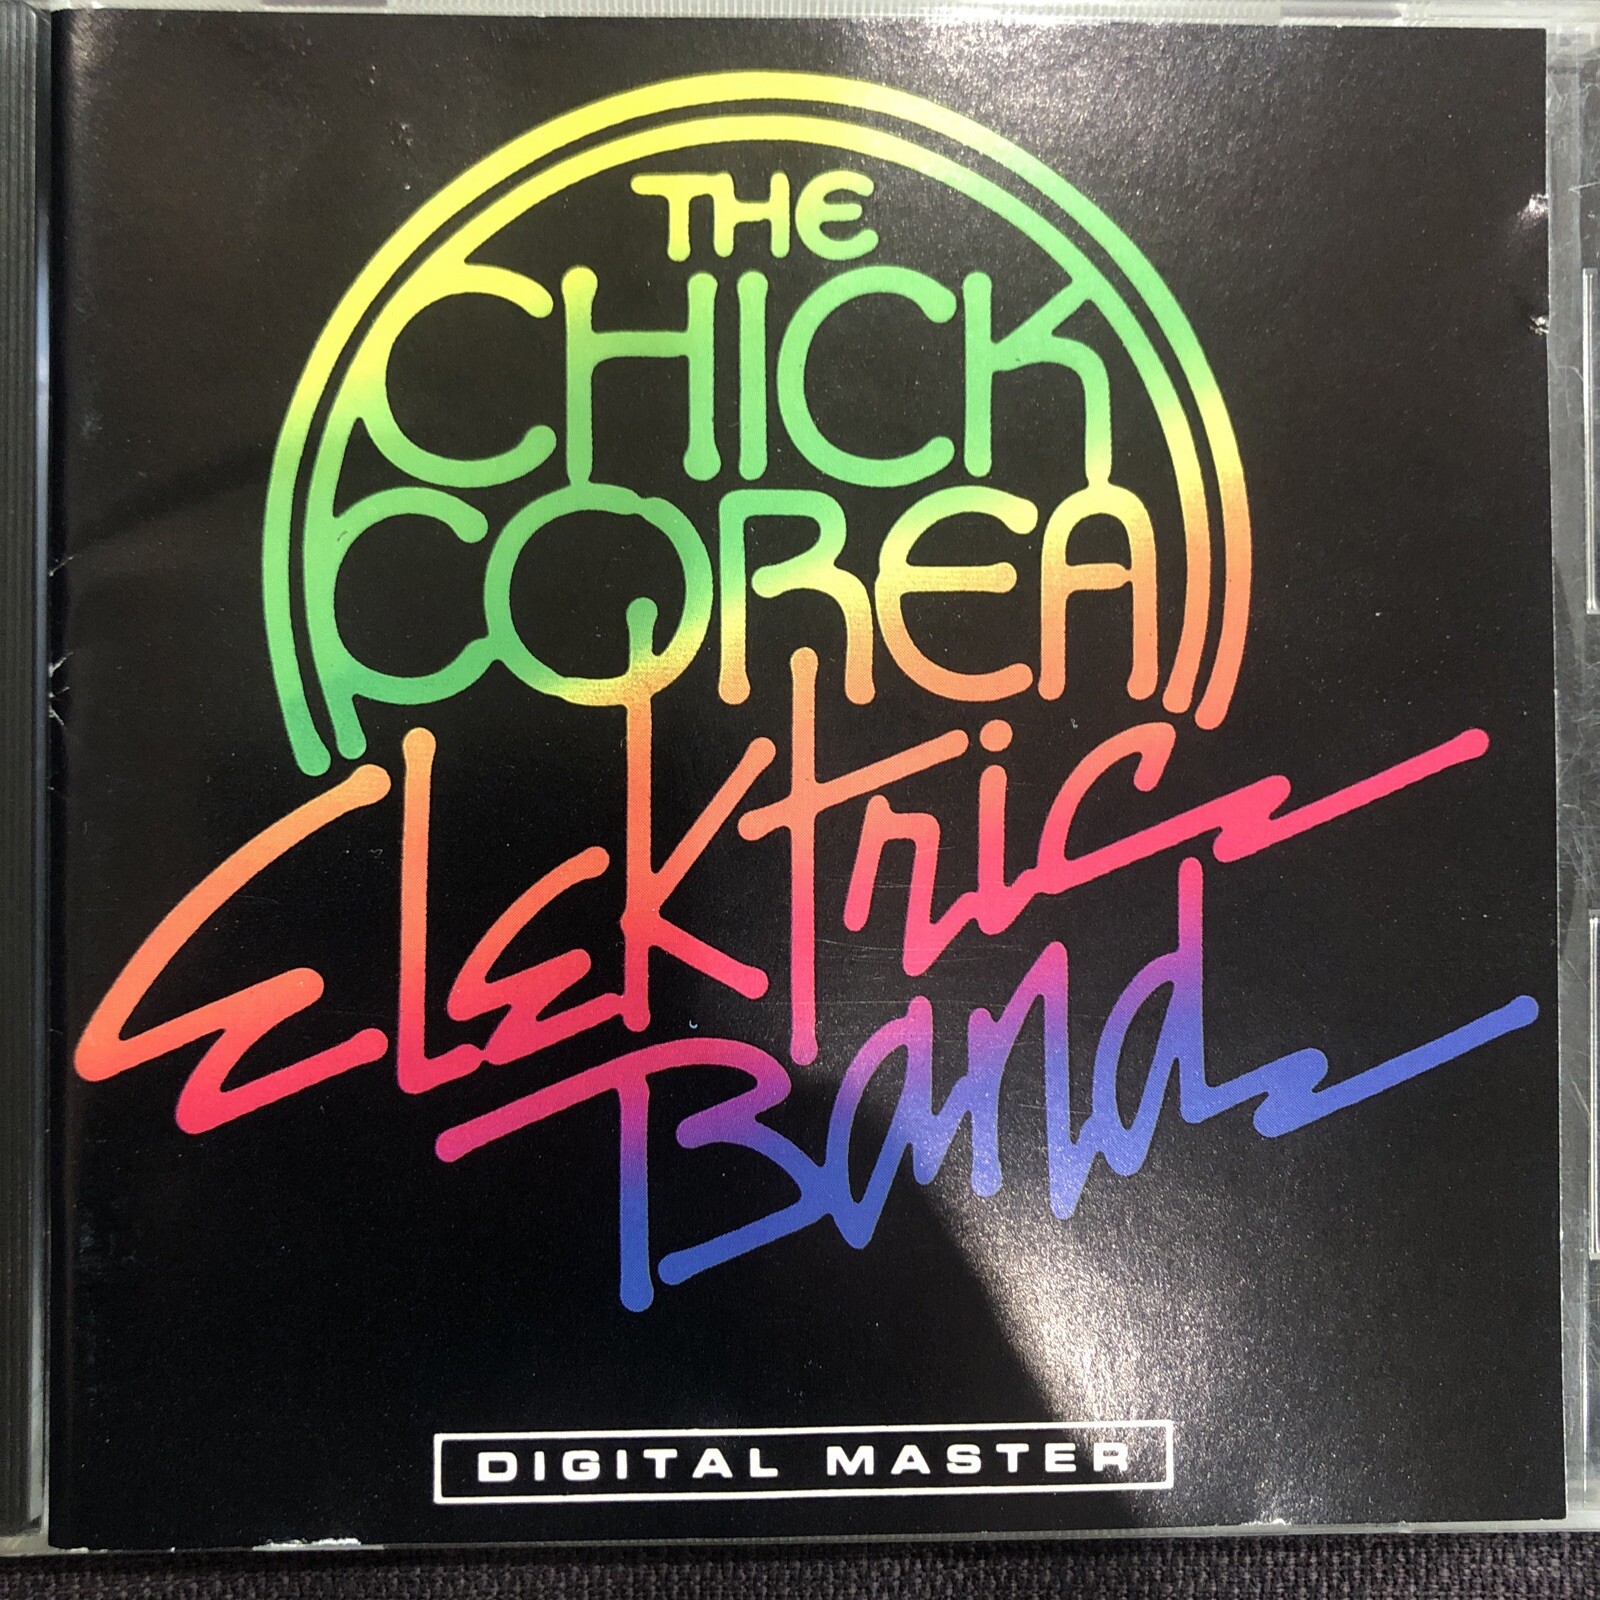 THE
CHICK
COREA
Elektric
Band
DIGITAL MASTER